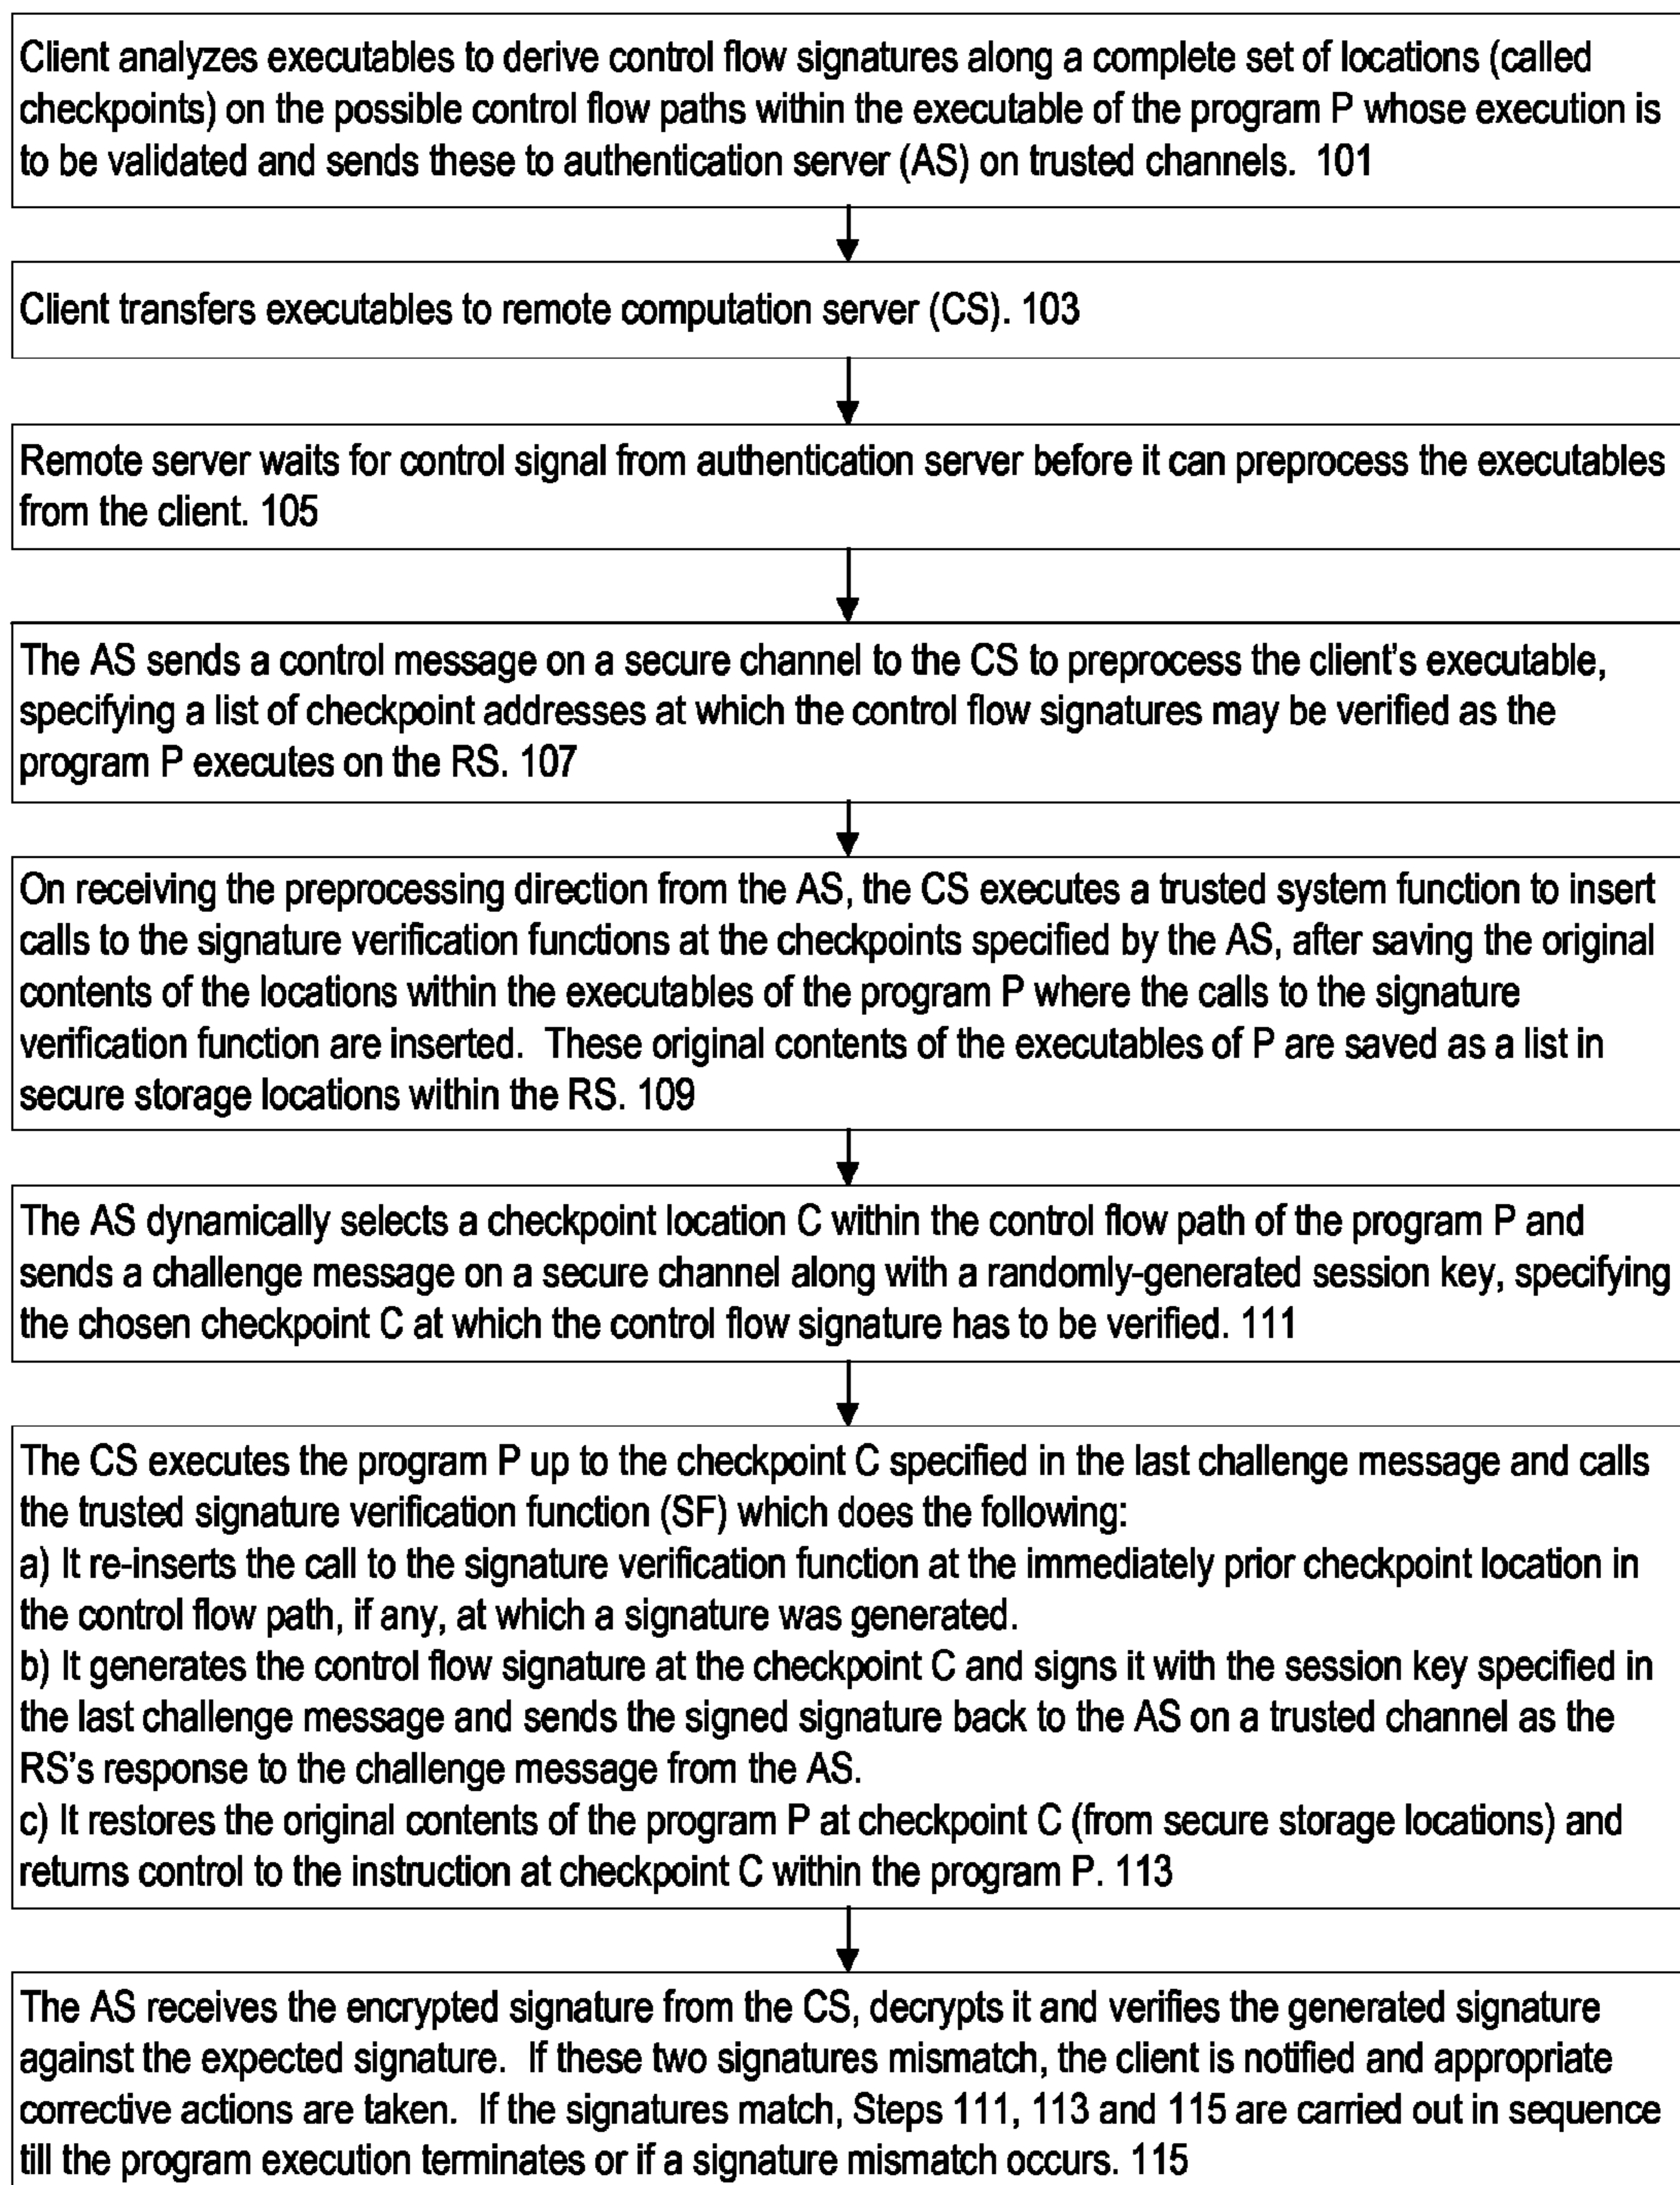 Client analyzes executables to derive control flow signatures along a complete set of locations (called
checkpoints) on the possible control flow paths within the executable of the program P whose execution is
to be validated and sends these to authentication server (AS) on trusted channels. 101
Client transfers executables to remote computation server (CS). 103
Remote server waits for control signal from authentication server before it can preprocess the executables
from the client. 105
The AS sends a control message on a secure channel to the CS to preprocess the client's executable,
specifying a list of checkpoint addresses at which the control flow signatures may be verified as the
program P executes on the RS. 107
On receiving the preprocessing direction from the AS, the CS executes a trusted system function to insert
calls to the signature verification functions at the checkpoints specified by the AS, after saving the original
contents of the locations within the executables of the program P where the calls to the signature
verification function are inserted. These original contents of the executables of P are saved as a list in
secure storage locations within the RS. 109
The AS dynamically selects a checkpoint location C within the control flow path of the program P and
sends a challenge message on a secure channel along with a randomly-generated session key, specifying
the chosen checkpoint C at which the control flow signature has to be verified. 111
The CS executes the program P up to the checkpoint C specified in the last challenge message and calls
the trusted signature verification function (SF) which does the following:
a) It re-inserts the call to the signature verification function at the immediately prior checkpoint location in
the control flow path, if any, at which a signature was generated.
b) It generates the control flow signature at the checkpoint C and signs it with the session key specified in
the last challenge message and sends the signed signature back to the AS on a trusted channel as the
RS's response to the challenge message from the AS.
c) It restores the original contents of the program P at checkpoint C (from secure storage locations) and
returns control to the instruction at checkpoint C within the program P. 113
The AS receives the encrypted signature from the CS, decrypts it and verifies the generated signature
against the expected signature. If these two signatures mismatch, the client is notified and appropriate
corrective actions are taken. If the signatures match, Steps 111, 113 and 115 are carried out in sequence
till the program execution terminates or if a signature mismatch occurs. 115